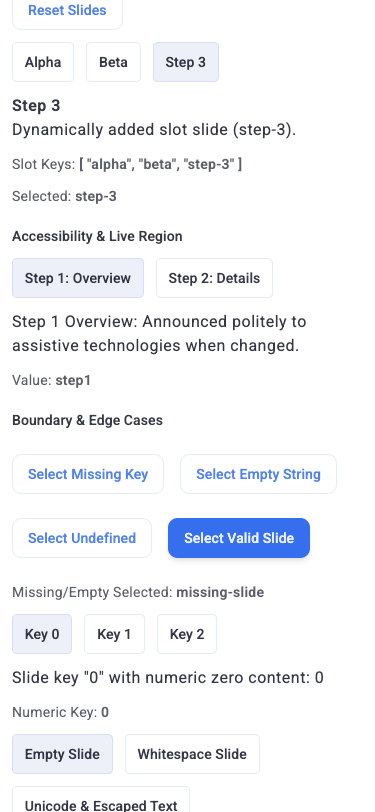 Reset Slides
Alpha Beta Step 3
Step 3
Dynamically added slot slide (step-3).
Slot Keys: [ "alpha", "beta", "step-3" ]
Selected: step-3
Accessibility & Live Region
Step 1: Overview Step 2: Details
Step 1 Overview: Announced politely to
assistive technologies when changed.
Value: step1
Boundary & Edge Cases
Select Missing Key Select Empty String
Select Undefined Select Valid Slide
Missing/Empty Selected: missing-slide
Key 0 Key 1 Key 2
Slide key "0" with numeric zero content: 0
Numeric Key: 0
Empty Slide Whitespace Slide
Unicode & Escaped Text